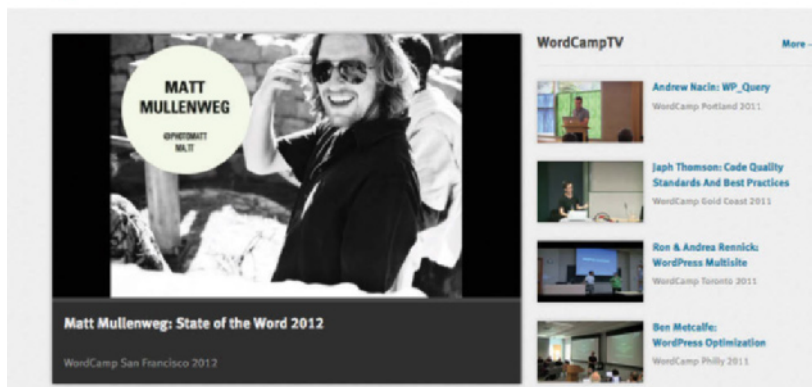 MATT
MULLENWEG
@PHOTOMATT
MA.TT
Matt Mullenweg: State of the Word 2012
WordCamp San Francisco 2012
WordCampTV
More
Andrew Nacin: WP_Query
WordCamp Portland 2011
Japh Thomson: Code Quality
Standards And Best Practices
WordCamp Gold Coast 2011
Ron & Andrea Rennick:
WordPress Multisite
WordCamp Toronto 2011
Ben Metcalfe:
WordPress Optimization
WordCamp Philly 2011